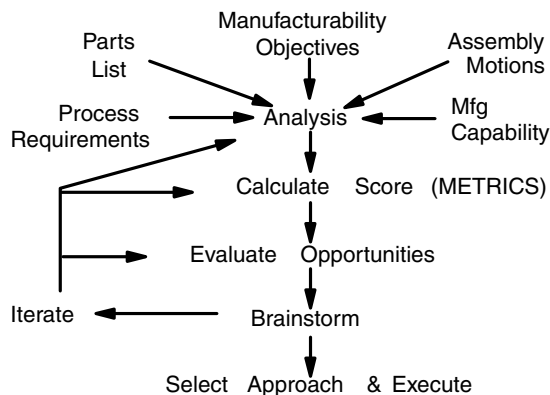 Manufacturability
Objectives
Parts
List
Assembly
Motions
Process
Requirements
Analysis
Mfg
Capability
Calculate Score (METRICS)
Evaluate Opportunities
Iterate
Brainstorm
Select Approach & Execute